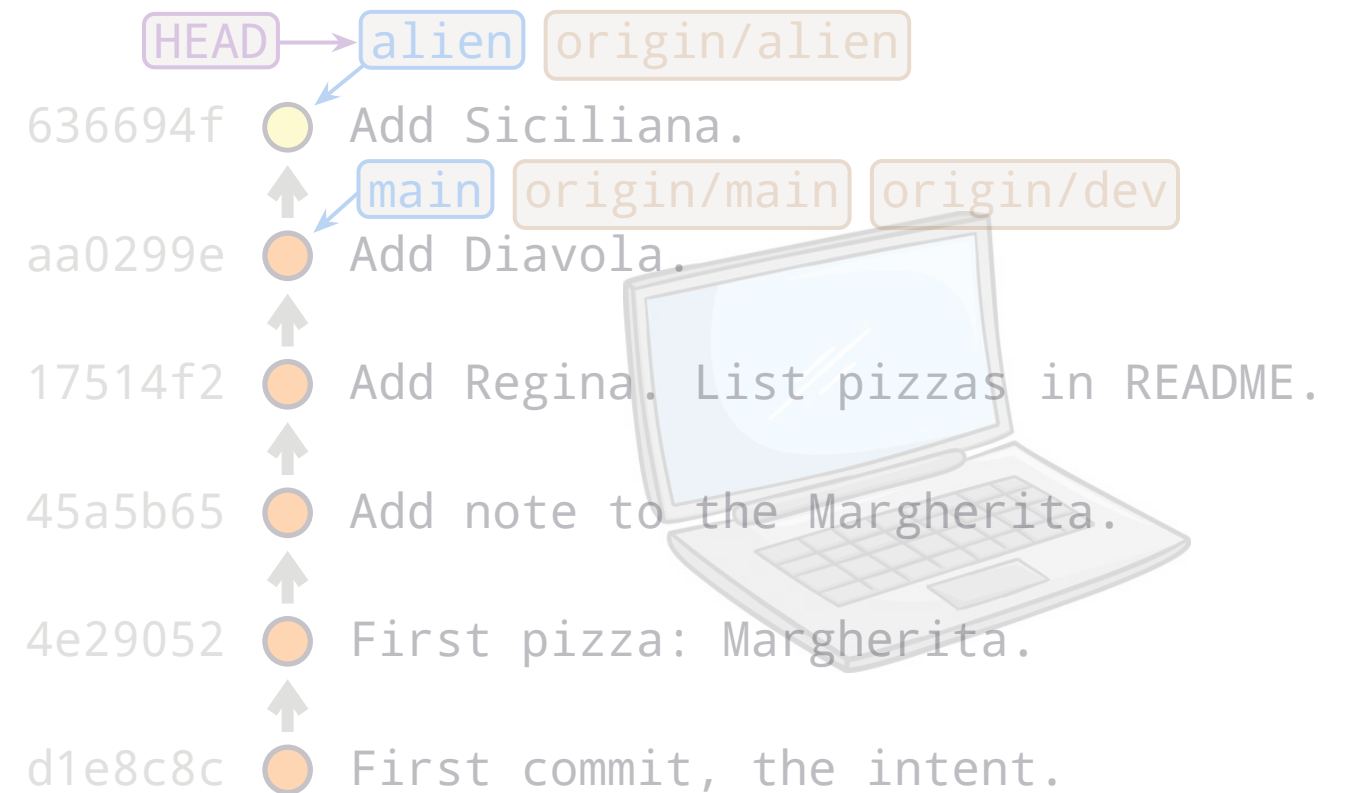 HEAD alien origin/alien
636694f Add Siciliana.
main origin/main origin/dev
aa0299e Add Diavola.
17514f2 Add Regina. List pizzas in README.
45a5b65 Add note to the Margherita.
4e29052 First pizza: Margherita.
d1e8c8c First commit, the intent.